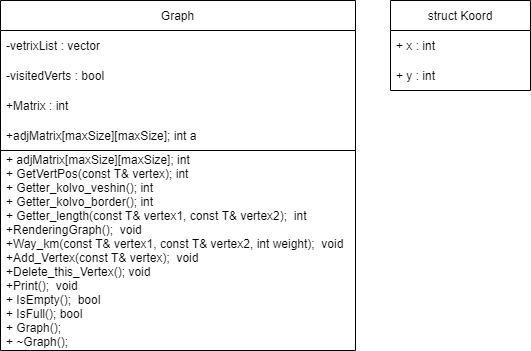 Graph
-vetrixList : vector
-visitedVerts : bool
+Matrix : int
+adjMatrix[maxSize][maxSize]; int a
+ adjMatrix[maxSize][maxSize]; int
+ GetVertPos(const T& vertex); int
+ Getter_kolvo_veshin(); int
+ Getter_kolvo_border(); int
+ Getter_length(const T& vertex1, const T& vertex2); int
+RenderingGraph(); void
+Way_km(const T& vertex1, const T& vertex2, int weight); void
+Add_Vertex(const T& vertex); void
+Delete_this_Vertex(); void
+Print(); void
+ IsEmpty(); bool
+ IsFull(); bool
+ Graph();
+ ~Graph();
struct Koord
+ x : int
+ y : int